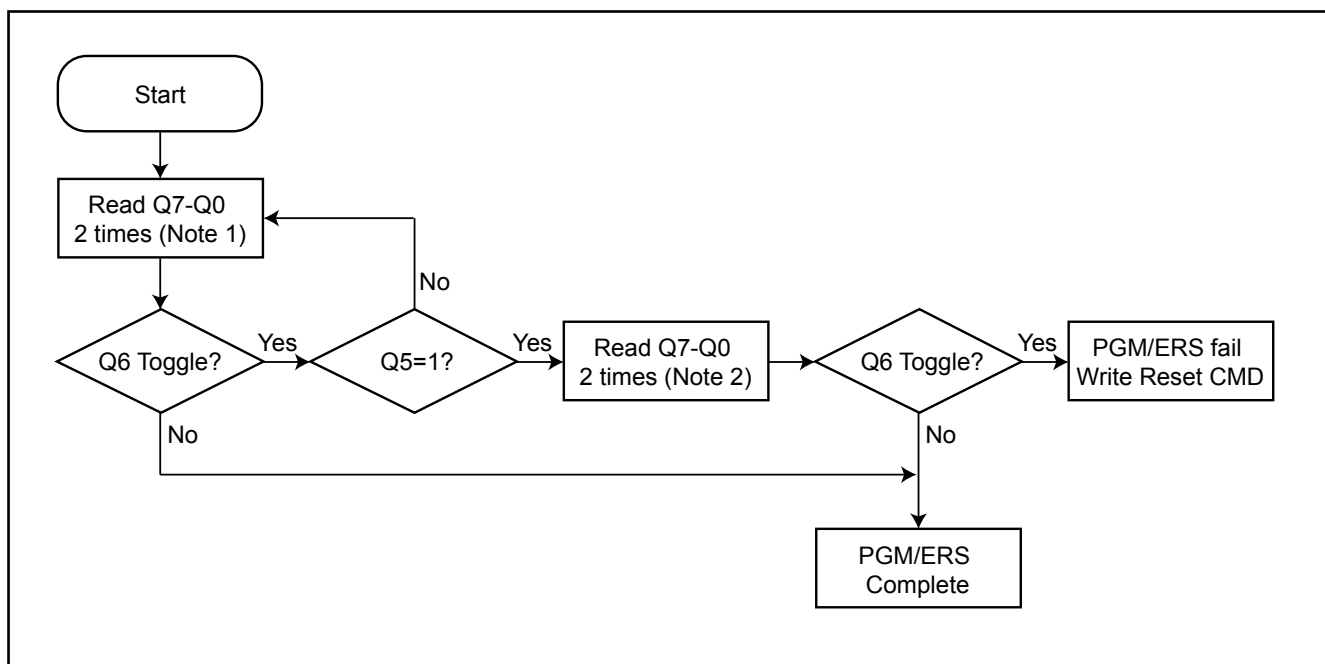 Start
Read Q7-Q0
2 times (Note 1)
No
Q6 Toggle?
Yes
Q5=1?
Yes
Read Q7-Q0
2 times (Note 2)
Q6 Toggle?
Yes
PGM/ERS fail
Write Reset CMD
No
No
PGM/ERS
Complete